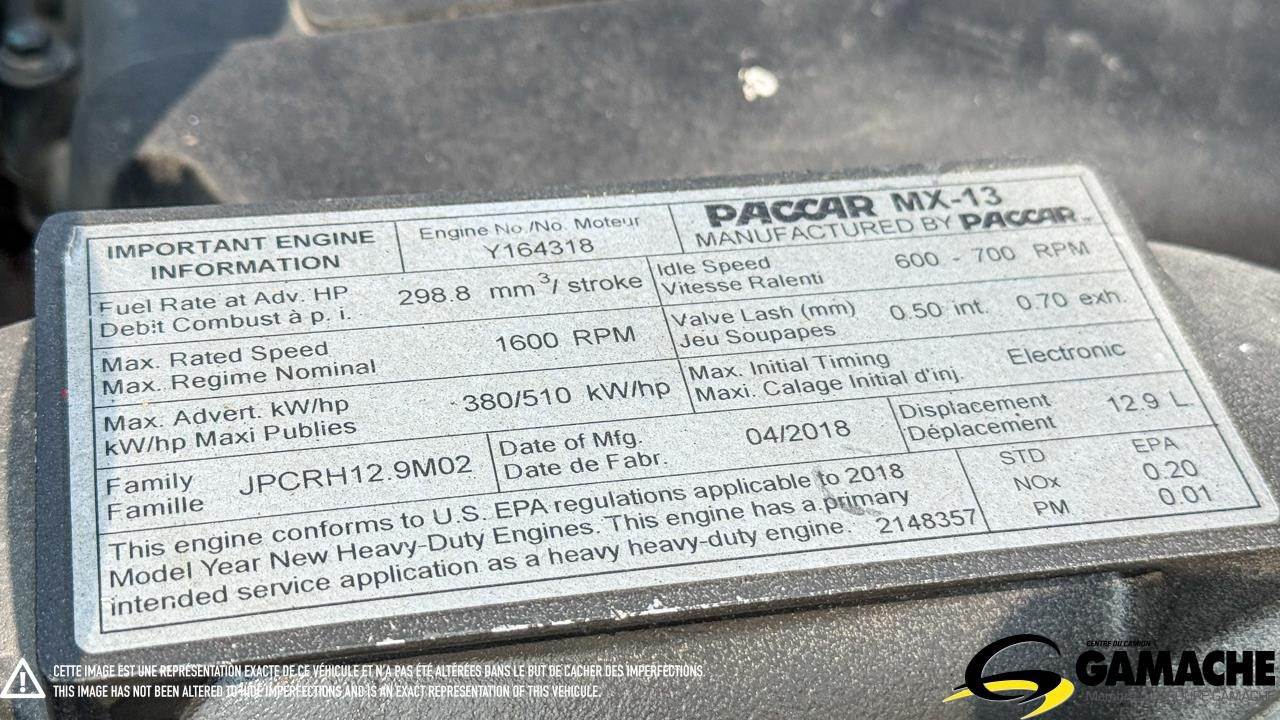 IMPORTANT ENGINE
INFORMATION
Engine No./No. Moteur
Y164318
PACCAR MX-13
MANUFACTURED BY PACCAR
Fuel Rate at Adv. HP
Debit Combust à p. i.
298.8 mm³/ stroke
Idle Speed
Vitesse Ralenti
600 - 700 RPM
Max. Rated Speed
Max. Regime Nominal
1600 RPM
Valve Lash (mm)
Jeu Soupapes
0.50 int. 0.70 exh.
Max. Advert. kW/hp
kW/hp Maxi Publies
380/510 kW/hp
Max. Initial Timing
Maxi. Calage Initial d'inj.
Electronic
Family
Famille
JPCRH12.9M02
Date of Mfg.
Date de Fabr.
04/2018
Displacement
Déplacement
12.9 L.
This engine conforms to U.S. EPA regulations applicable to 2018
Model Year New Heavy-Duty Engines. This engine has a primary
intended service application as a heavy heavy-duty engine. 2148357
STD EPA
NOx 0.20
PM 0.01
CETTE IMAGE EST UNE REPRÉSENTATION EXACTE DE CE VÉHICULE ET N'A PAS ÉTÉ ALTÉRÉES DANS LE BUT DE CACHER DES IMPERFECTIONS.
THIS IMAGE HAS NOT BEEN ALTERED TO HIDE IMPERFECTIONS AND IS AN EXACT REPRESENTATION OF THIS VEHICLE.
CENTRE DU CAMION
GAMACHE
GAMACHE